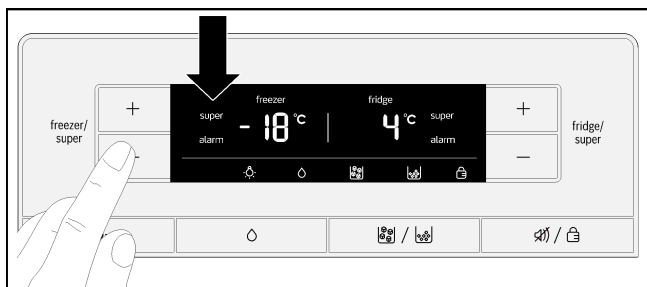 freezer/
super
+
–
freezer
super
alarm
- 18 °C
fridge
4 °C
super
alarm
+
–
fridge/
super
/
/